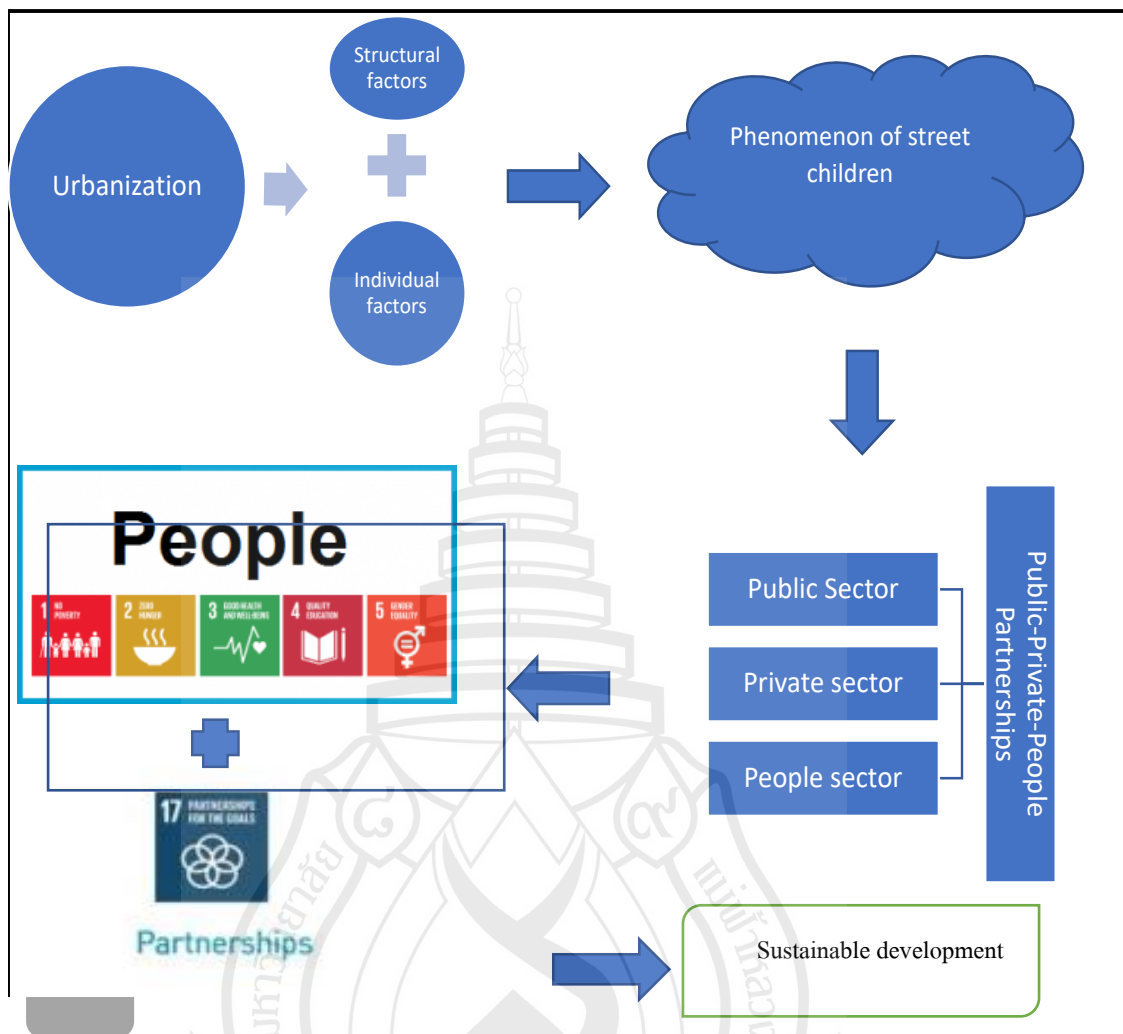 Structural
factors
Urbanization
Individual
factors
Phenomenon of street
children
People
1 NO
POVERTY
2 ZERO
HUNGER
3 GOOD HEALTH
AND WELL-BEING
4 QUALITY
EDUCATION
5 GENDER
EQUALITY
17 PARTNERSHIPS
FOR THE GOALS
Partnerships
Public Sector
Private sector
People sector
Public-Private-People
Partnerships
Sustainable development